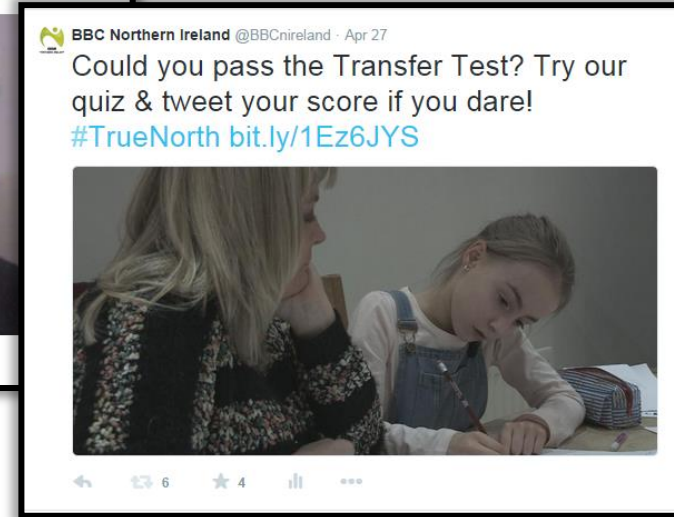 BBC Northern Ireland @BBCnireland · Apr 27
Could you pass the Transfer Test? Try our
quiz & tweet your score if you dare!
#TrueNorth bit.ly/1Ez6JYS
6 4